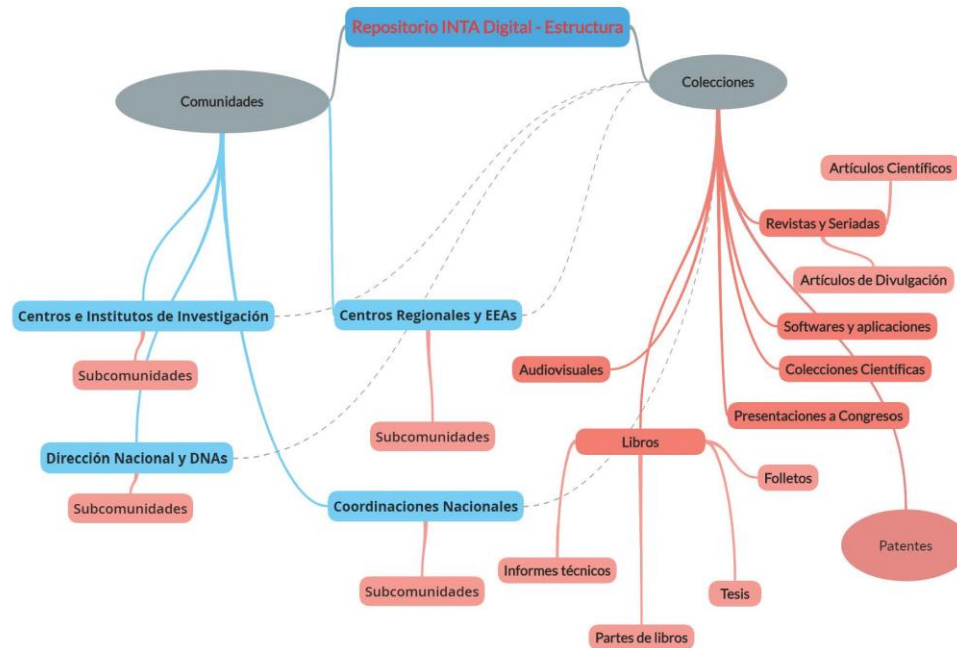 Repositorio INTA Digital - Estructura
Comunidades
Colecciones
Artículos Científicos
Revistas y Seriadas
Artículos de Divulgación
Centros e Institutos de Investigación
Centros Regionales y EEAs
Softwares y aplicaciones
Subcomunidades
Audiovisuales
Colecciones Científicas
Presentaciones a Congresos
Subcomunidades
Libros
Dirección Nacional y DNAs
Folletos
Subcomunidades
Coordinaciones Nacionales
Patentes
Informes técnicos
Subcomunidades
Tesis
Partes de libros